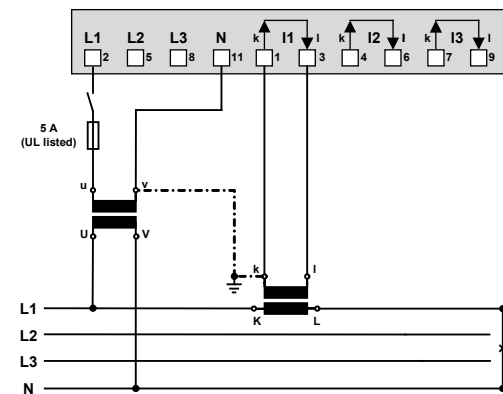 L1 L2 L3 N k I1 l k I2 l k I3 l
2 5 8 11 1 3 4 6 7 9
5 A
(UL listed)
u v
U V
k l
L1 K L
L2
L3
N